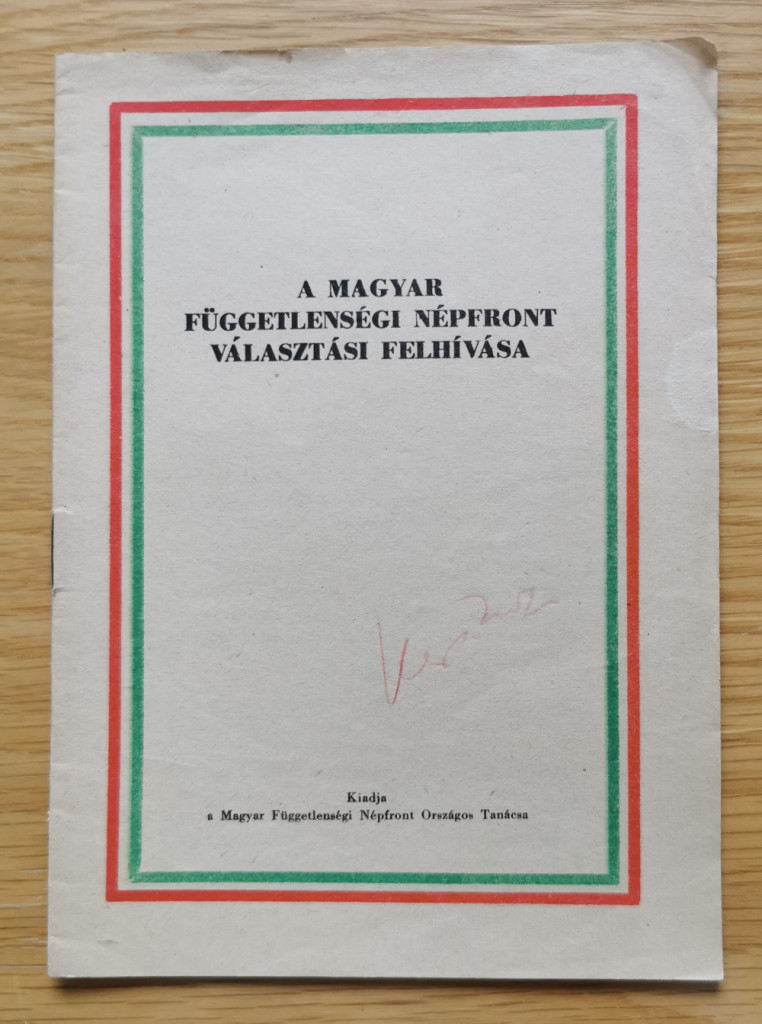 A MAGYAR
FÜGGETLENSÉGI NÉPFRONT
VÁLASZTÁSI FELHÍVÁSA
Kiadja
a Magyar Függetlenségi Népfront Országos Tanácsa